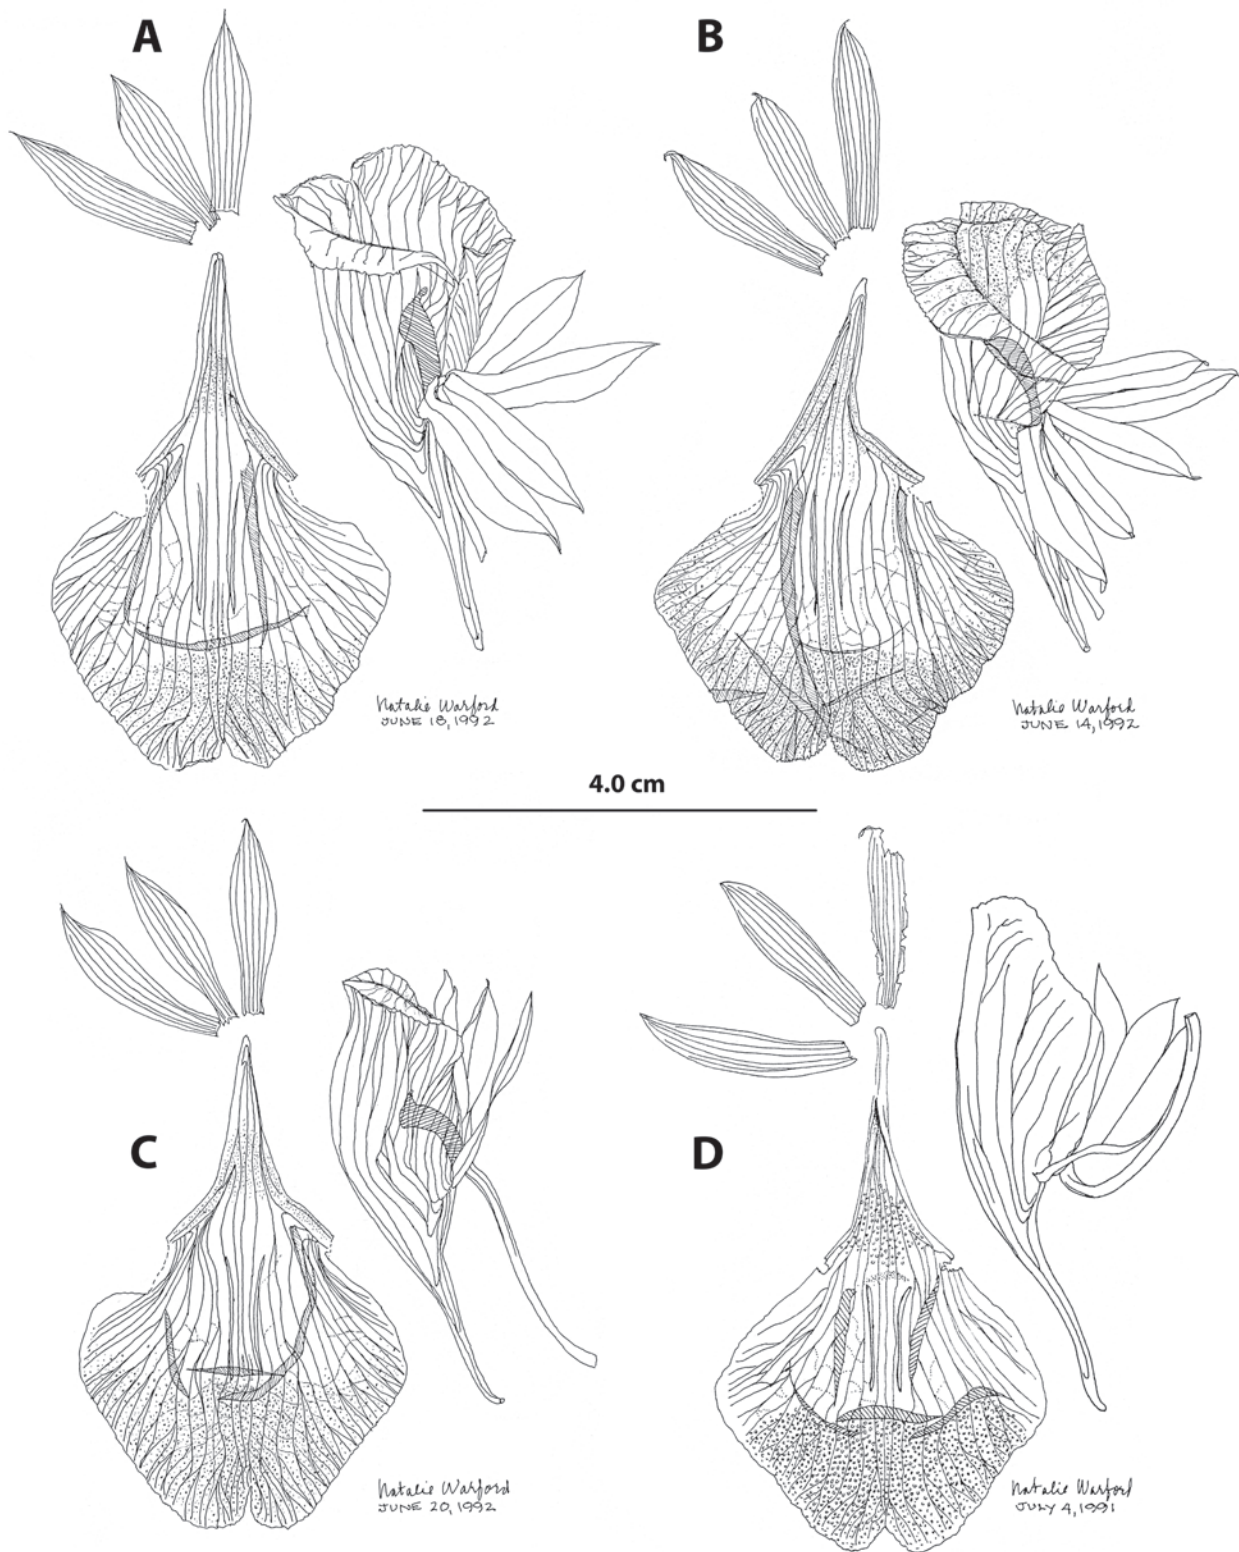 A
B
Natalie Warford
JUNE 18, 1992
Natalie Warford
JUNE 14, 1992
4.0 cm
C
D
Natalie Warford
JUNE 20, 1992
Natalie Warford
JULY 4, 1991